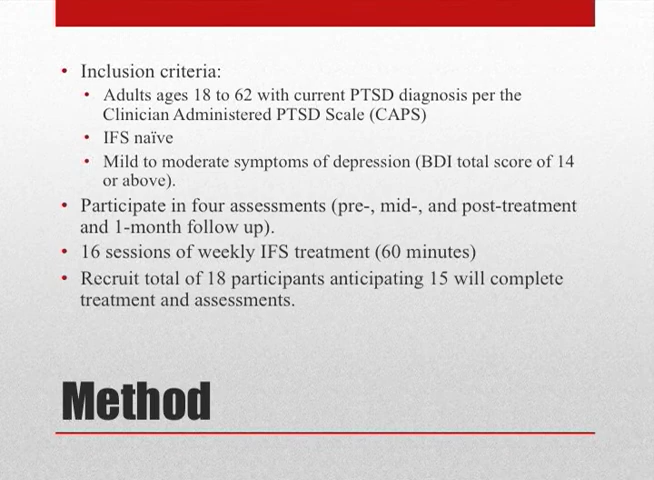 • Inclusion criteria:
• Adults ages 18 to 62 with current PTSD diagnosis per the
Clinician Administered PTSD Scale (CAPS)
• IFS naïve
• Mild to moderate symptoms of depression (BDI total score of 14
or above).
• Participate in four assessments (pre-, mid-, and post-treatment
and 1-month follow up).
• 16 sessions of weekly IFS treatment (60 minutes)
• Recruit total of 18 participants anticipating 15 will complete
treatment and assessments.
Method